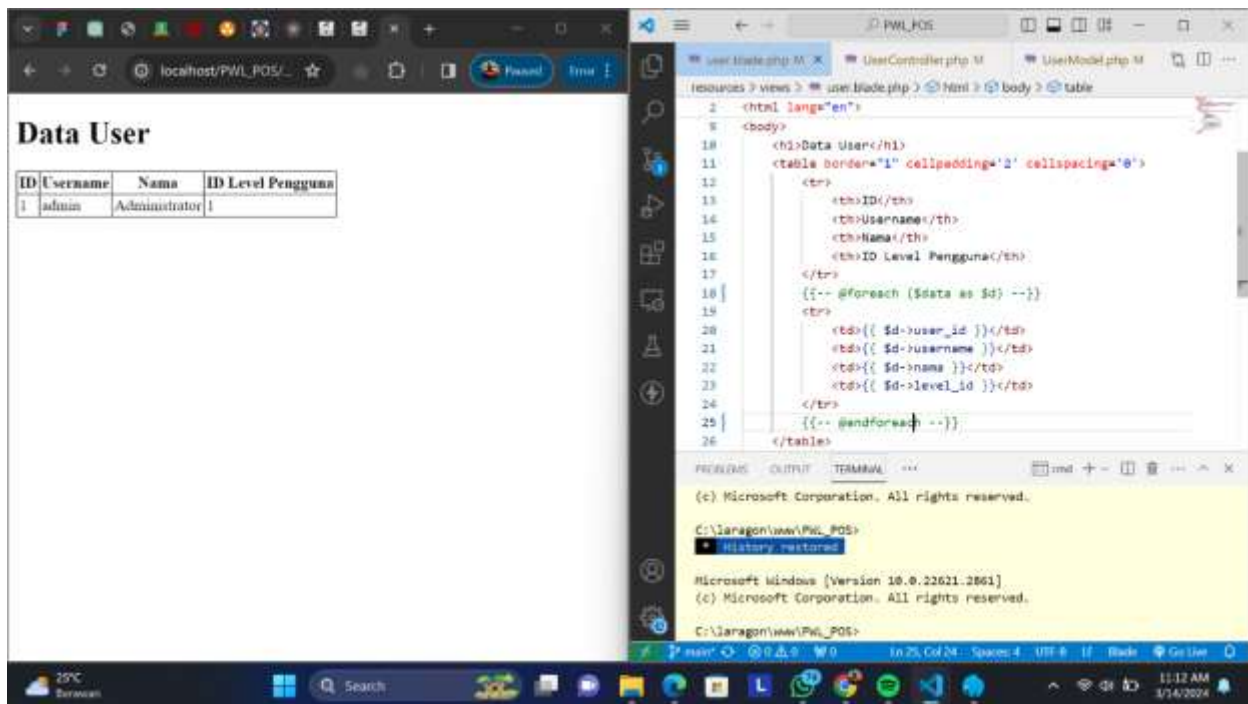 localhost/PWL_POS/...
Paused
Error
Data User
ID Username Nama ID Level Pengguna
1 admin Administrator 1
PWL_POS
user.blade.php M
UserController.php M
UserModel.php M
resources > views > user.blade.php > html > body > table
2 <html lang="en">
9 <body>
10 <h1>Data User</h1>
11 <table border="1" cellpadding="2" cellspacing="0">
12 <tr>
13 <th>ID</th>
14 <th>Username</th>
15 <th>Nama</th>
16 <th>ID Level Pengguna</th>
17 </tr>
18 {{-- @foreach ($data as $d) --}}
19 <tr>
20 <td>{{ $d->user_id }}</td>
21 <td>{{ $d->username }}</td>
22 <td>{{ $d->nama }}</td>
23 <td>{{ $d->level_id }}</td>
24 </tr>
25 {{-- @endforeach --}}
26 </table>
PROBLEMS OUTPUT TERMINAL ...
cmd
(c) Microsoft Corporation. All rights reserved.
C:\laragon\www\PWL_POS>
* History restored
Microsoft Windows [Version 10.0.22621.2861]
(c) Microsoft Corporation. All rights reserved.
C:\laragon\www\PWL_POS>
main* 0 0 0 Ln 25, Col 24 Spaces: 4 UTF-8 LF Blade Go Live
25°C
Berawan
Search
11:12 AM
3/14/2024